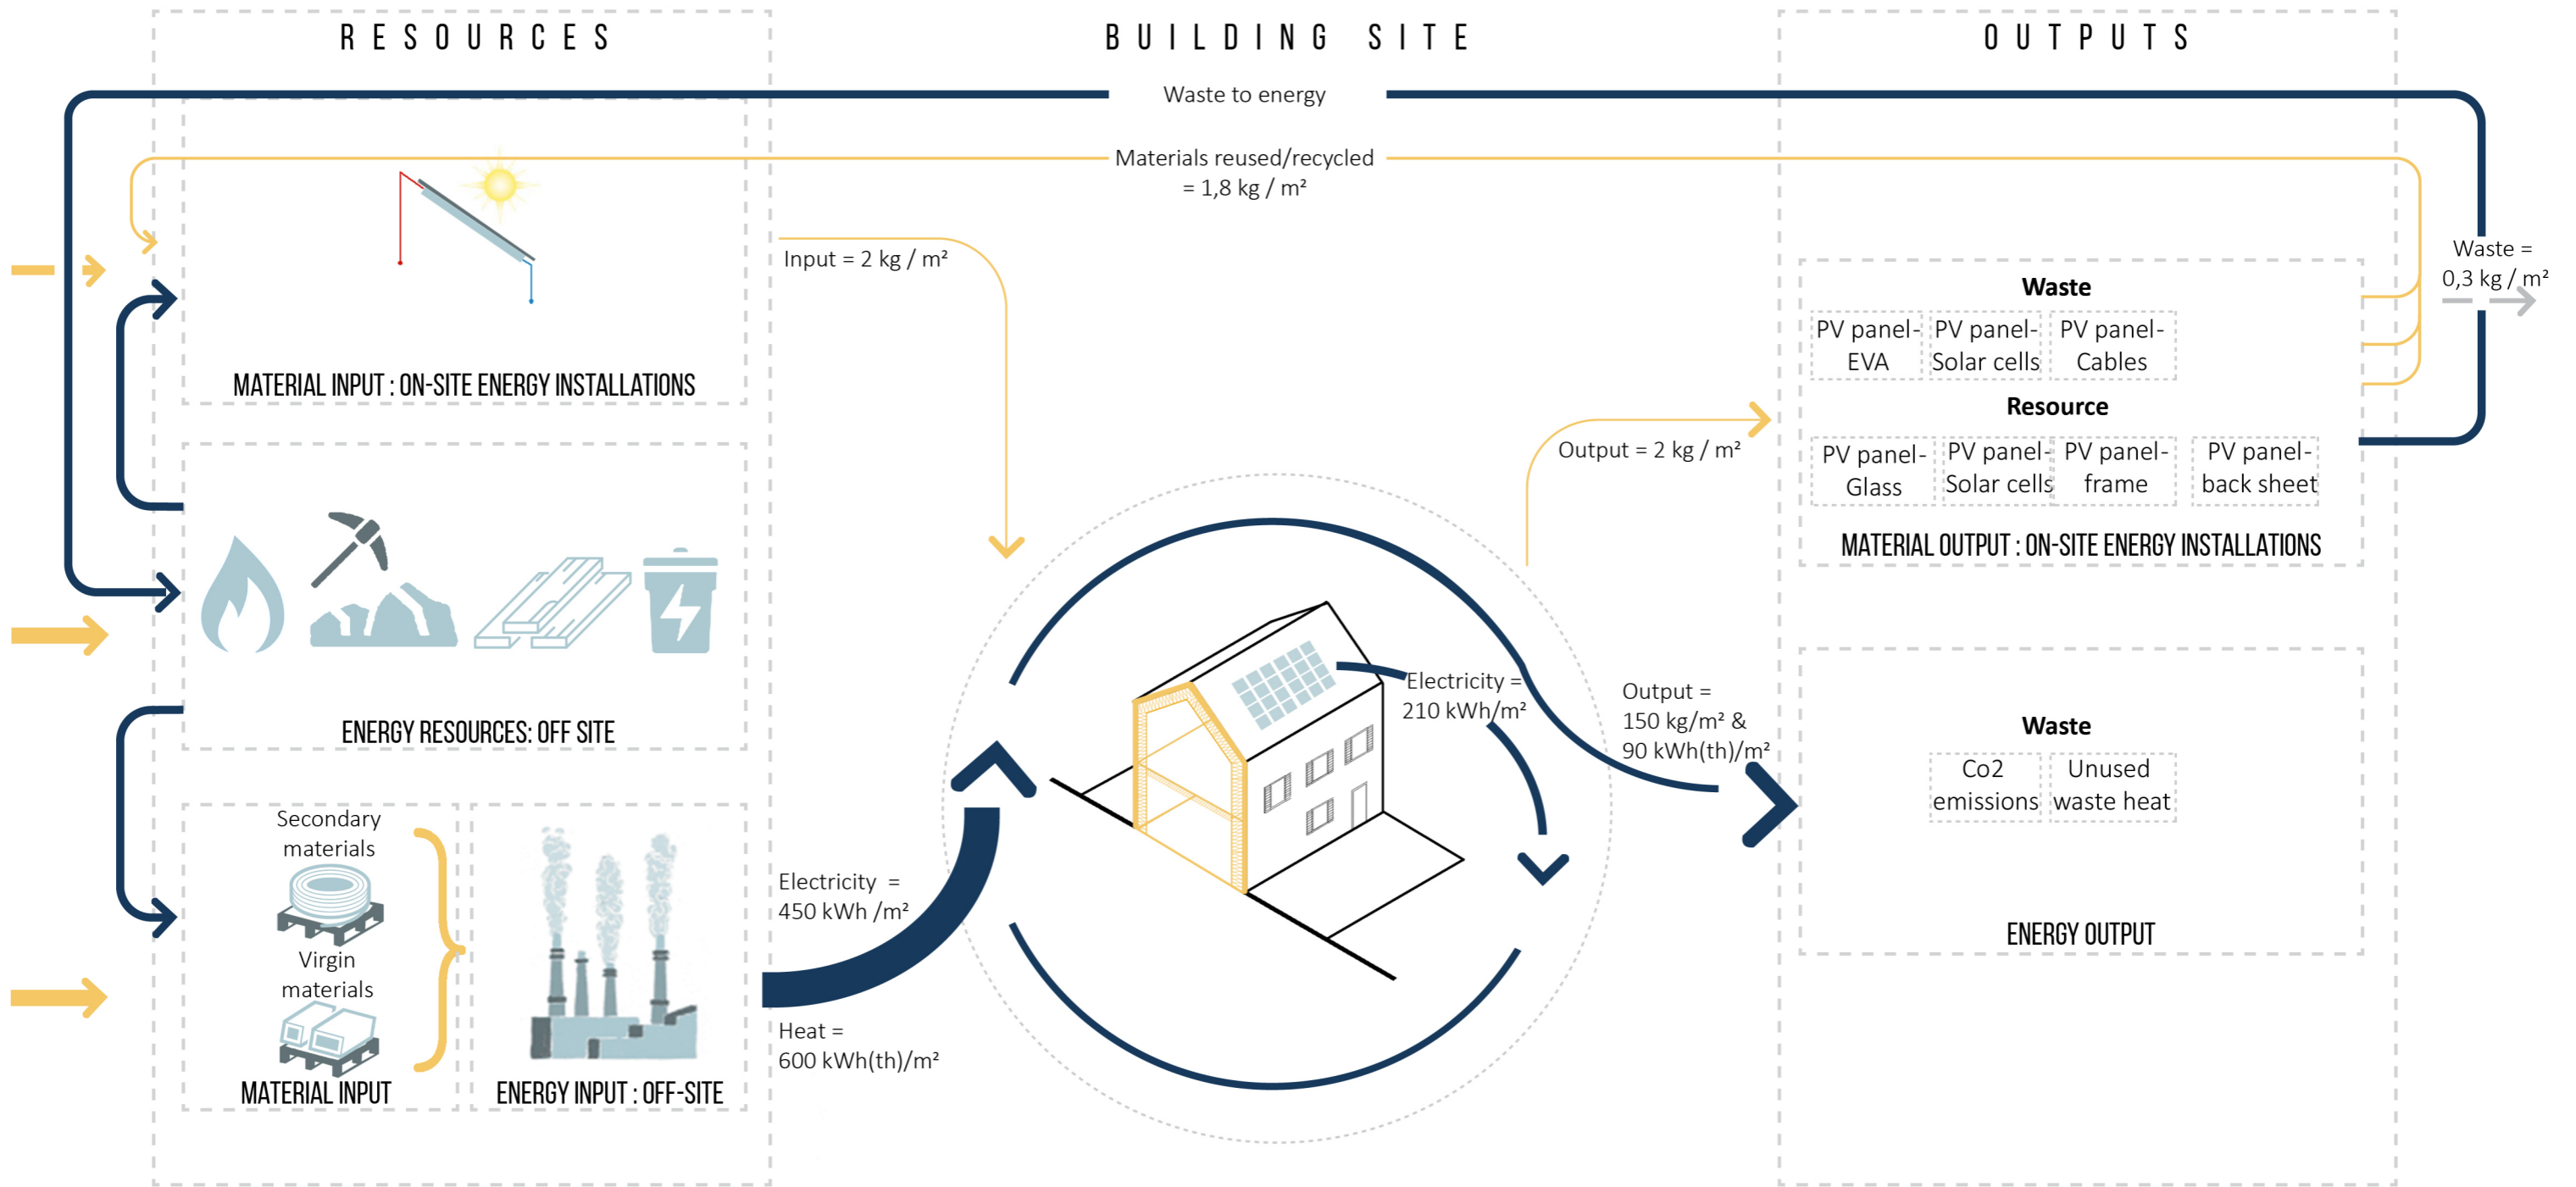 RESOURCES
BUILDING SITE
OUTPUTS
Waste to energy
Materials reused/recycled
= 1,8 kg / m²
Input = 2 kg / m²
MATERIAL INPUT : ON-SITE ENERGY INSTALLATIONS
ENERGY RESOURCES: OFF SITE
Secondary
materials
Virgin
materials
MATERIAL INPUT
ENERGY INPUT : OFF-SITE
Electricity =
450 kWh /m²
Heat =
600 kWh(th)/m²
Electricity =
210 kWh/m²
Output = 2 kg / m²
Output =
150 kg/m² &
90 kWh(th)/m²
Waste
PV panel-
EVA
PV panel-
Solar cells
PV panel-
Cables
Resource
PV panel-
Glass
PV panel-
Solar cells
PV panel-
frame
PV panel-
back sheet
MATERIAL OUTPUT : ON-SITE ENERGY INSTALLATIONS
Waste =
0,3 kg / m²
Waste
Co2
emissions
Unused
waste heat
ENERGY OUTPUT